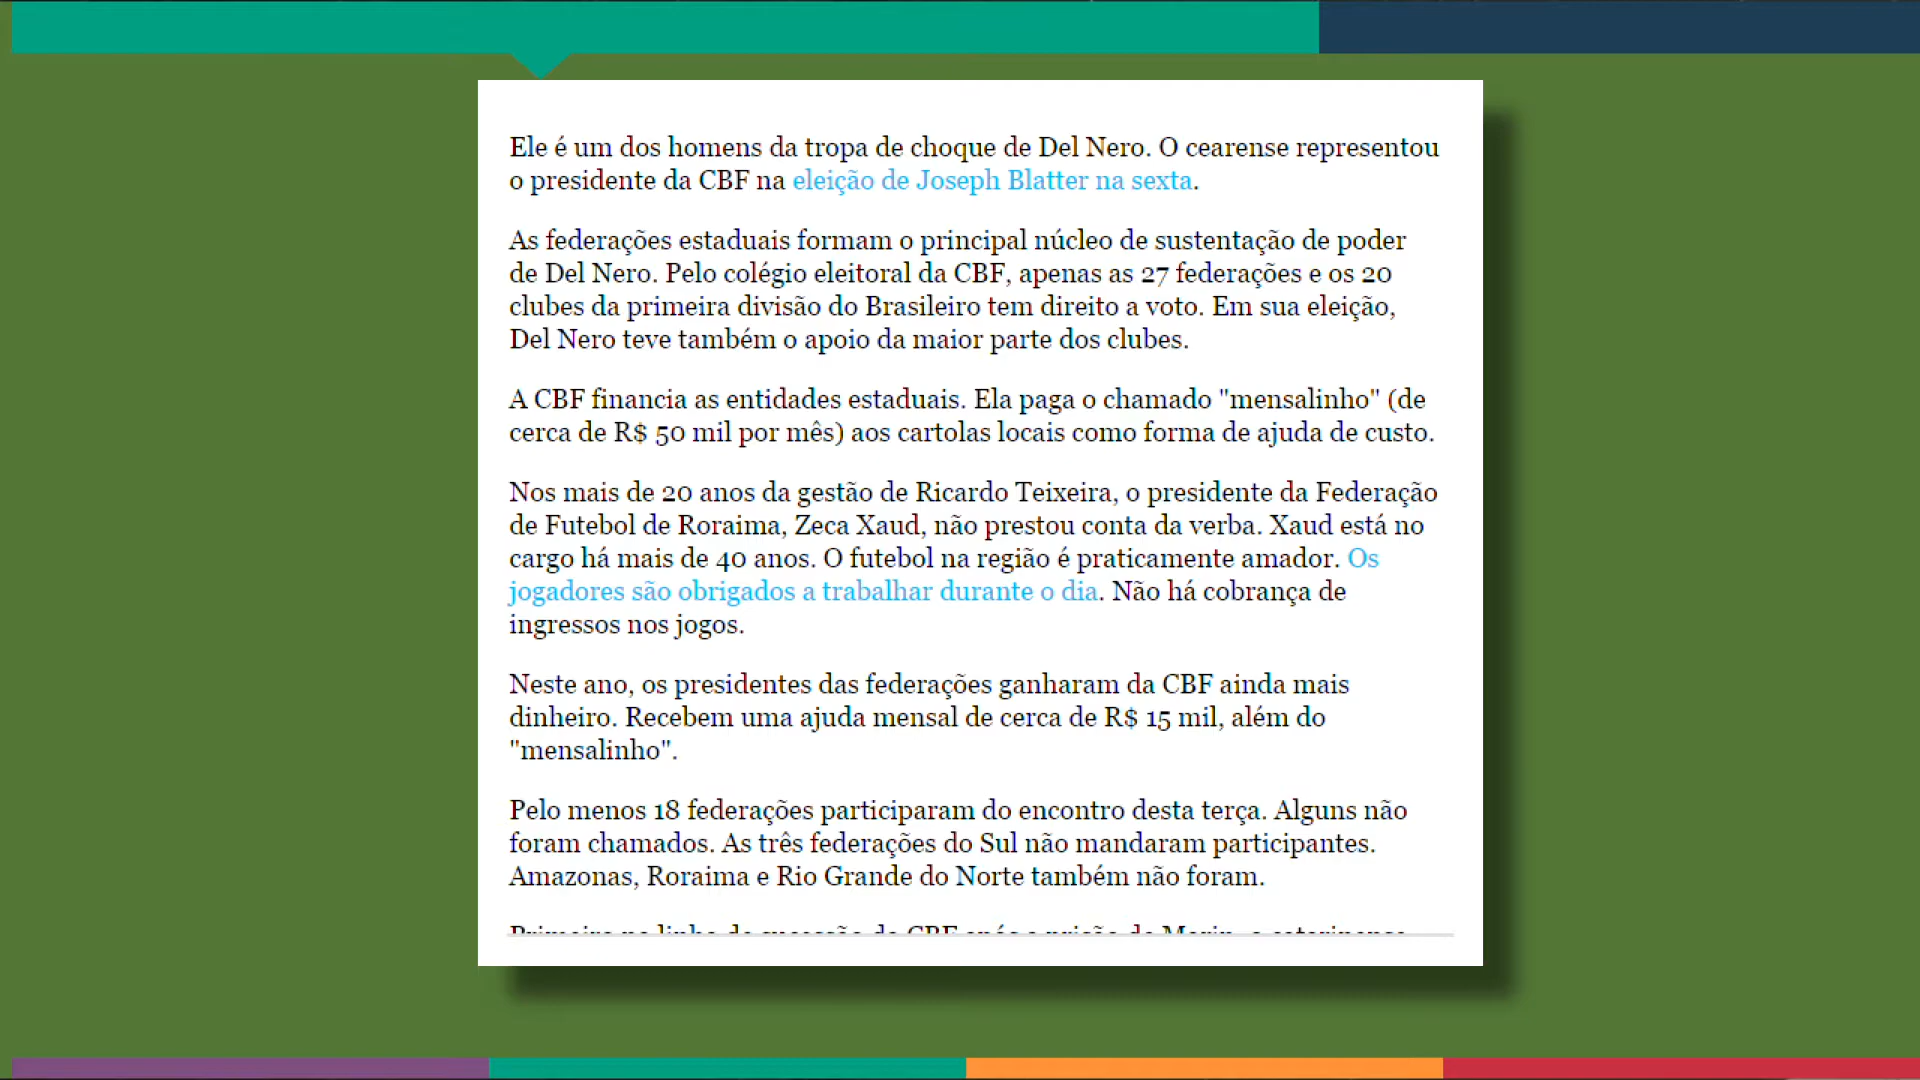 Ele é um dos homens da tropa de choque de Del Nero. O cearense representou
o presidente da CBF na eleição de Joseph Blatter na sexta.
As federações estaduais formam o principal núcleo de sustentação de poder
de Del Nero. Pelo colégio eleitoral da CBF, apenas as 27 federações e os 20
clubes da primeira divisão do Brasileiro tem direito a voto. Em sua eleição,
Del Nero teve também o apoio da maior parte dos clubes.
A CBF financia as entidades estaduais. Ela paga o chamado "mensalinho" (de
cerca de R$ 50 mil por mês) aos cartolas locais como forma de ajuda de custo.
Nos mais de 20 anos da gestão de Ricardo Teixeira, o presidente da Federação
de Futebol de Roraima, Zeca Xaud, não prestou conta da verba. Xaud está no
cargo há mais de 40 anos. O futebol na região é praticamente amador. Os
jogadores são obrigados a trabalhar durante o dia. Não há cobrança de
ingressos nos jogos.
Neste ano, os presidentes das federações ganharam da CBF ainda mais
dinheiro. Recebem uma ajuda mensal de cerca de R$ 15 mil, além do
"mensalinho".
Pelo menos 18 federações participaram do encontro desta terça. Alguns não
foram chamados. As três federações do Sul não mandaram participantes.
Amazonas, Roraima e Rio Grande do Norte também não foram.